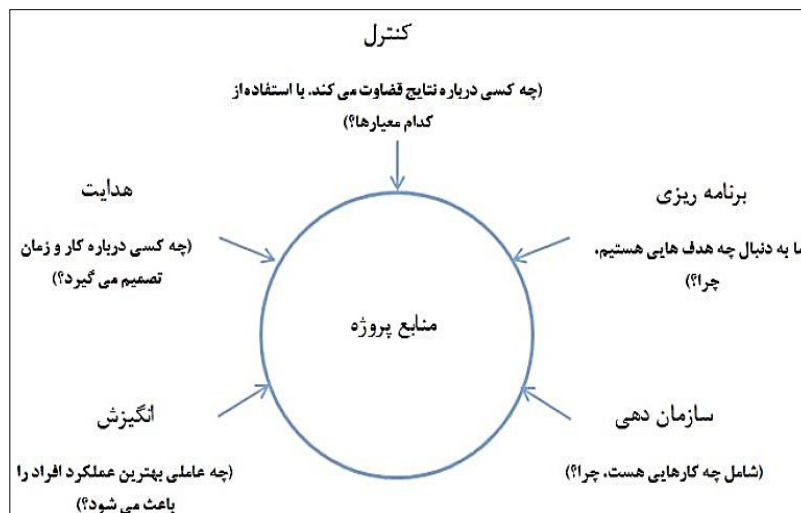 کنترل
(چه کسی درباره نتایج قضاوت می کند. با استفاده از
کدام معیارها؟)
برنامه ریزی
ما به دنبال چه هدف هایی هستیم.
چرا؟)
هدایت
(چه کسی درباره کار و زمان
تصمیم می گیرد؟)
منابع پروژه
سازمان دهی
(شامل چه کارهایی هست. چرا؟)
انگیزش
(چه عاملی بهترین عملکرد افراد را
باعث می شود؟)